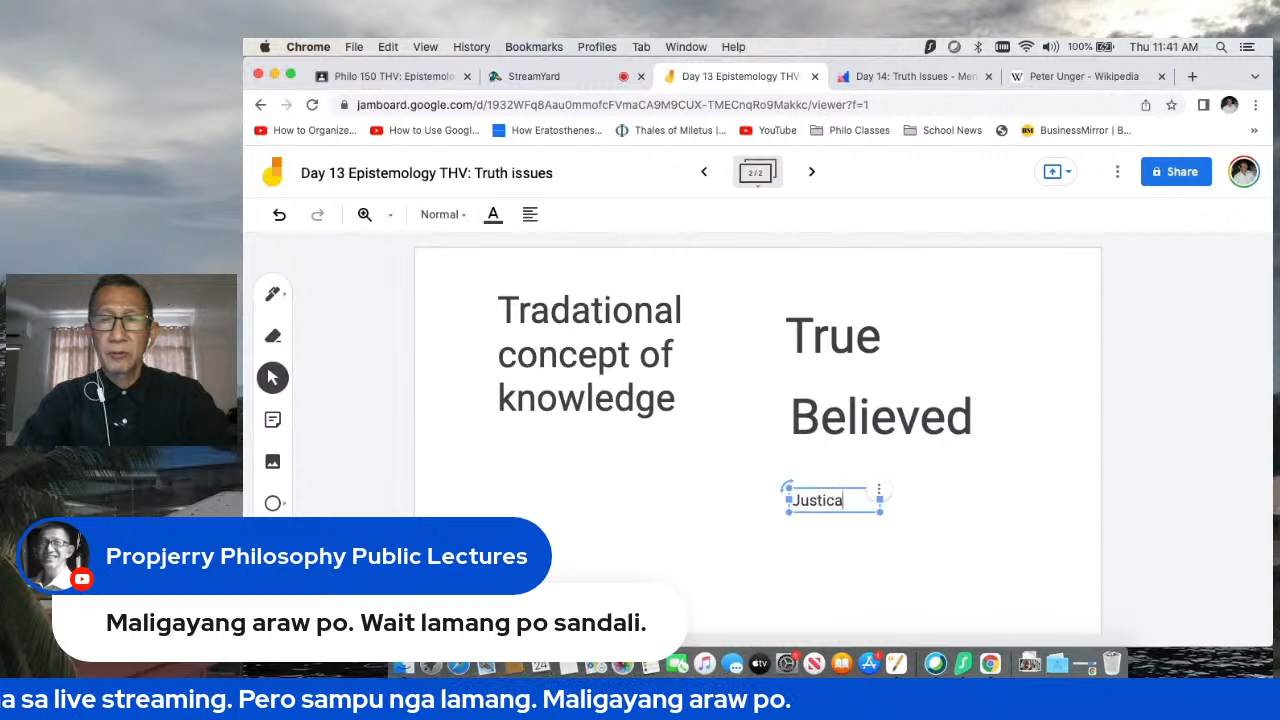 Chrome File Edit View History Bookmarks Profiles Tab Window Help
100% Thu 11:41 AM
Philo 150 THV: Epistemolo
StreamYard
Day 13 Epistemology THV:
Day 14: Truth Issues - Men
Peter Unger - Wikipedia
jamboard.google.com/d/1932WFq8Aau0mmofcFVmaCA9M9CUX-TMECnqRo9Makkc/viewer?f=1
How to Organize...
How to Use Googl...
How Eratosthenes...
Thales of Miletus |...
YouTube
Philo Classes
School News
BM BusinessMirror | B...
Day 13 Epistemology THV: Truth issues
2 / 2
Share
Normal
Tradational
concept of
knowledge
True
Believed
Justica
Propjerry Philosophy Public Lectures
Maligayang araw po. Wait lamang po sandali.
a sa live streaming. Pero sampu nga lamang. Maligayang araw po.